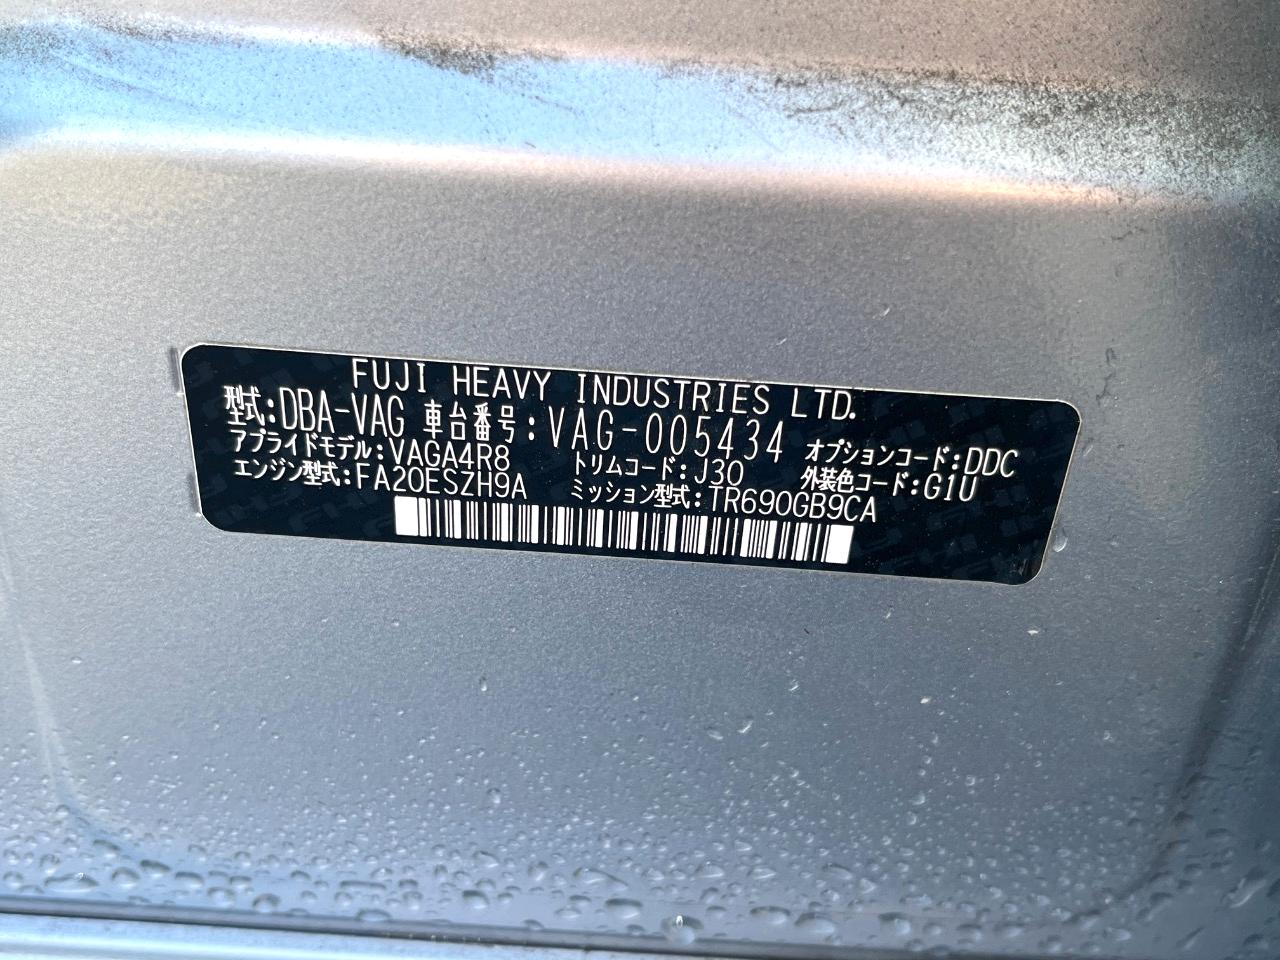 FUJI HEAVY INDUSTRIES LTD.
型式:DBA-VAG 車台番号:VAG-005434 オプションコード:DDC
アプライドモデル:VAGA4R8 トリムコード:J30 外装色コード:G1U
エンジン型式:FA20ESZH9A ミッション型式:TR690GB9CA